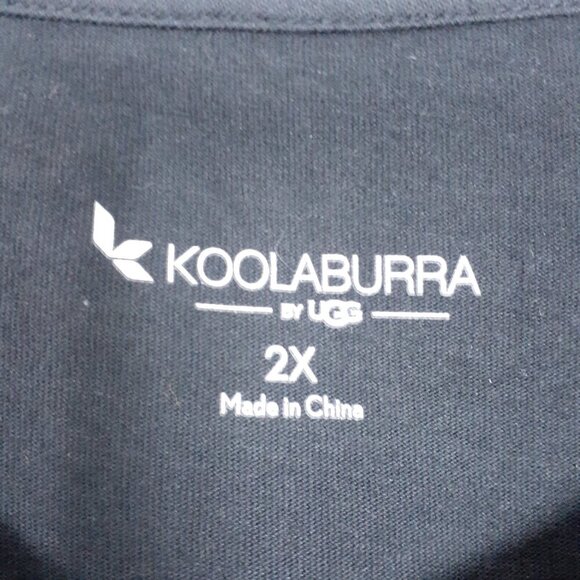 KOOLABURRA
BY UGG
2X
Made in China